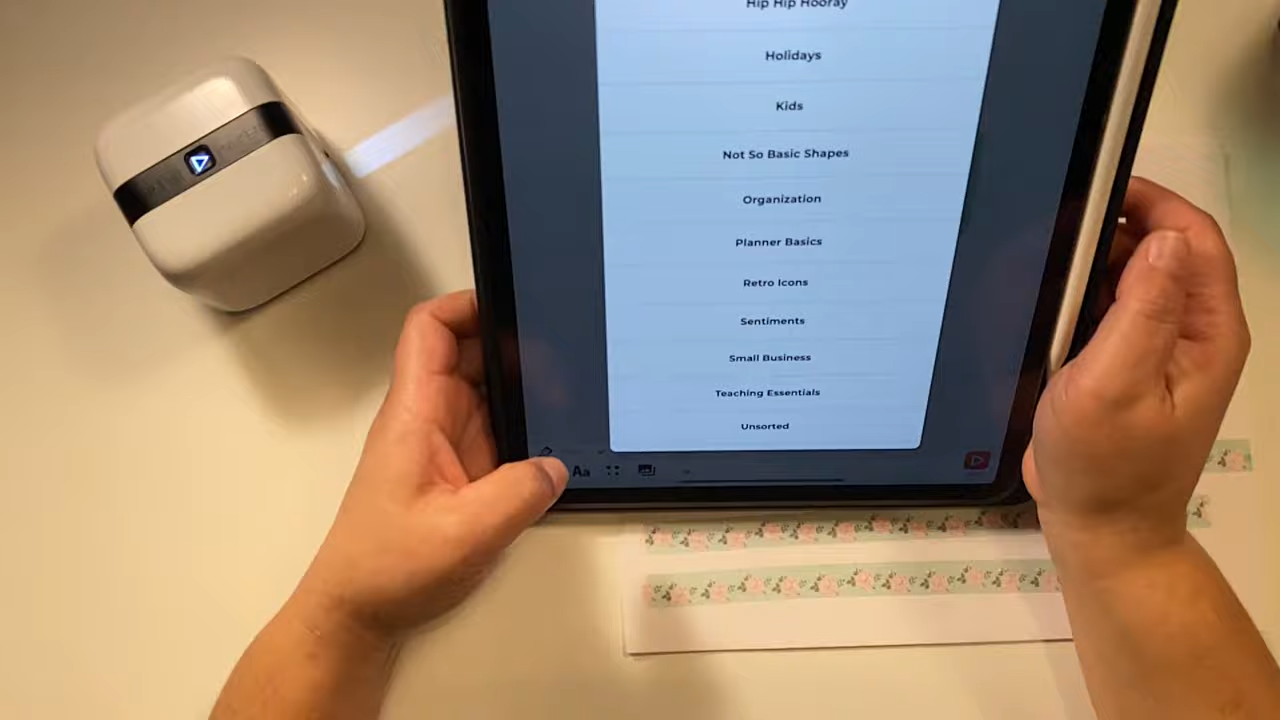 Hip Hip Hooray
Holidays
Kids
Not So Basic Shapes
Organization
Planner Basics
Retro Icons
Sentiments
Small Business
Teaching Essentials
Unsorted
Aa